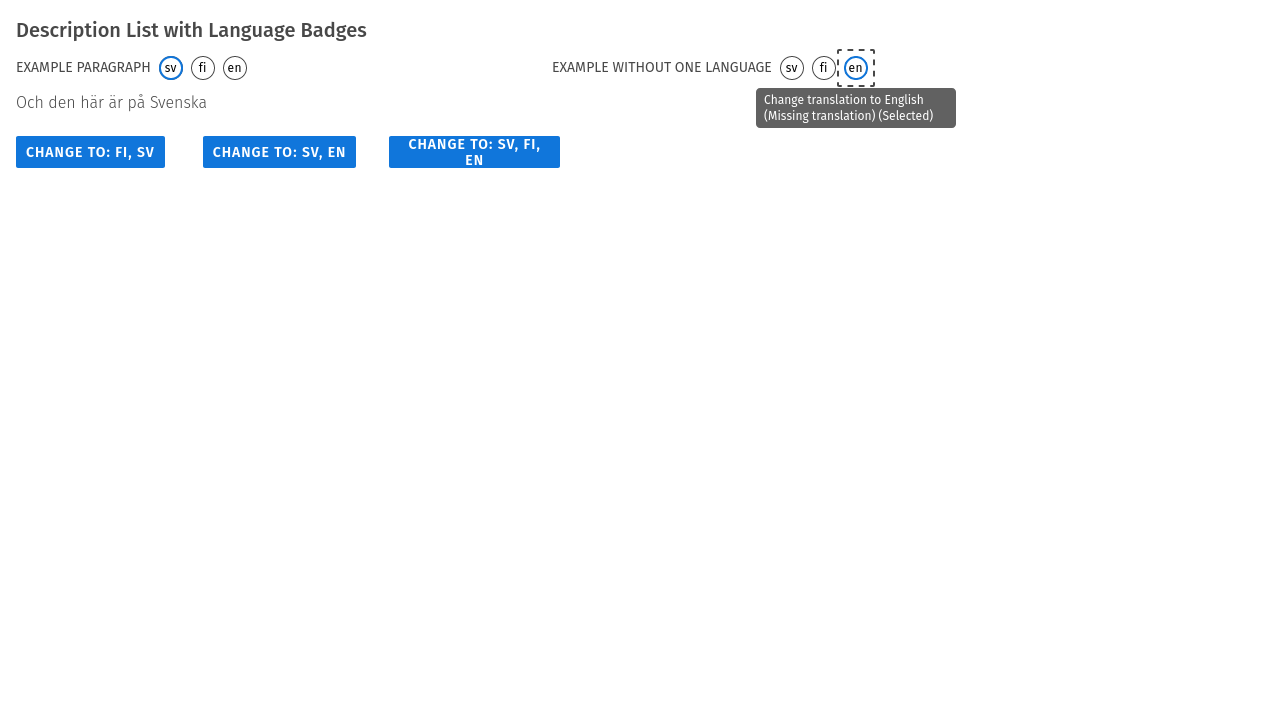 Description List with Language Badges
EXAMPLE PARAGRAPH sv fi en
EXAMPLE WITHOUT ONE LANGUAGE sv fi en
Och den här är på Svenska
Change translation to English
(Missing translation) (Selected)
CHANGE TO: FI, SV
CHANGE TO: SV, EN
CHANGE TO: SV, FI,
EN